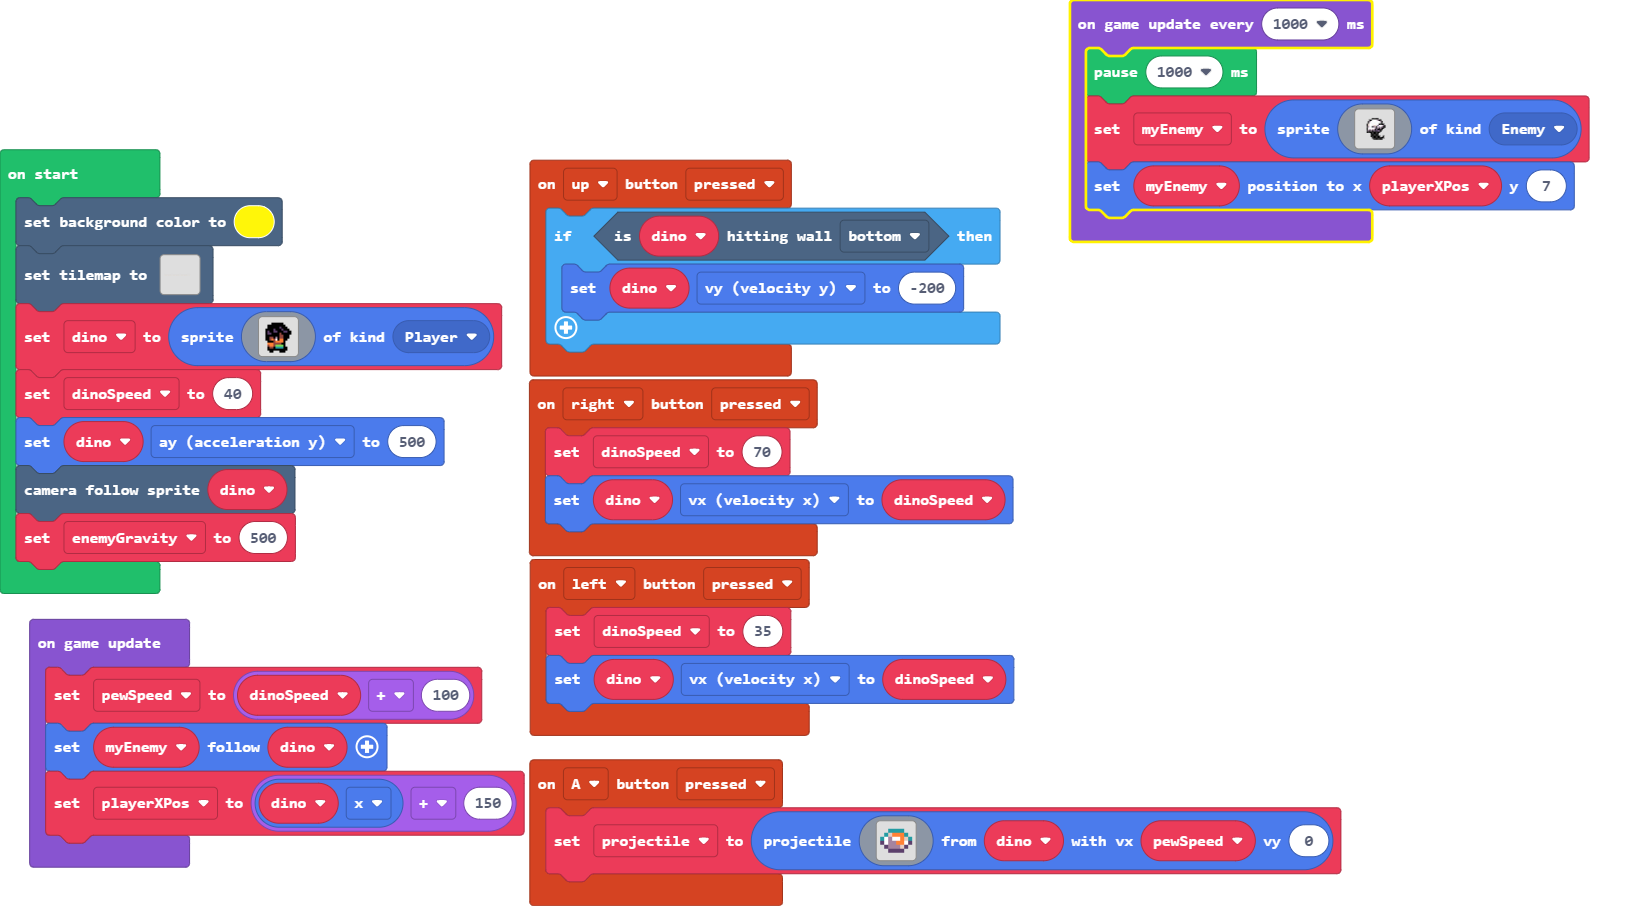 on start
set background color to
set tilemap to
set dino to sprite of kind Player
set dinoSpeed to 40
set dino ay (acceleration y) to 500
camera follow sprite dino
set enemyGravity to 500
on game update
set pewSpeed to dinoSpeed + 100
set myEnemy follow dino
set playerXPos to dino x + 150
on up button pressed
if is dino hitting wall bottom then
set dino vy (velocity y) to -200
on right button pressed
set dinoSpeed to 70
set dino vx (velocity x) to dinoSpeed
on left button pressed
set dinoSpeed to 35
set dino vx (velocity x) to dinoSpeed
on A button pressed
set projectile to projectile from dino with vx pewSpeed vy 0
on game update every 1000 ms
pause 1000 ms
set myEnemy to sprite of kind Enemy
set myEnemy position to x playerXPos y 7